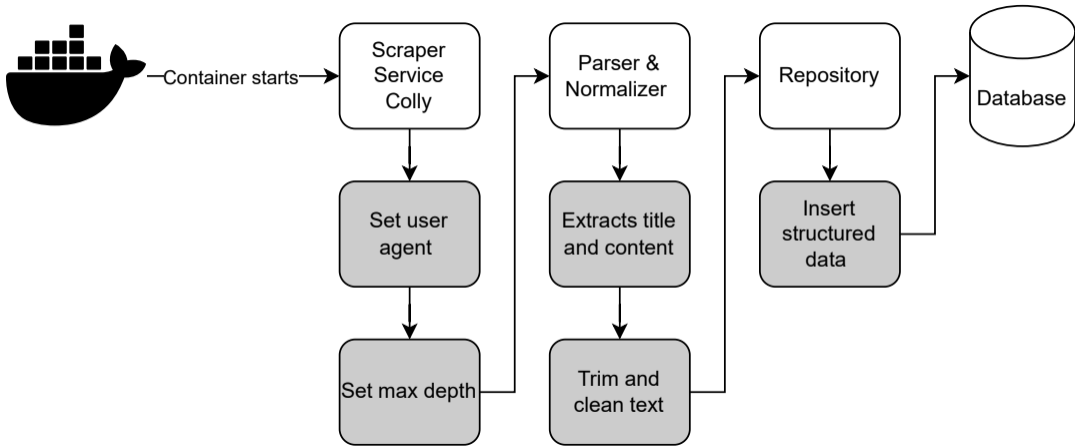 Container starts
Scraper
Service
Colly
Set user
agent
Set max depth
Parser &
Normalizer
Extracts title
and content
Trim and
clean text
Repository
Insert
structured
data
Database